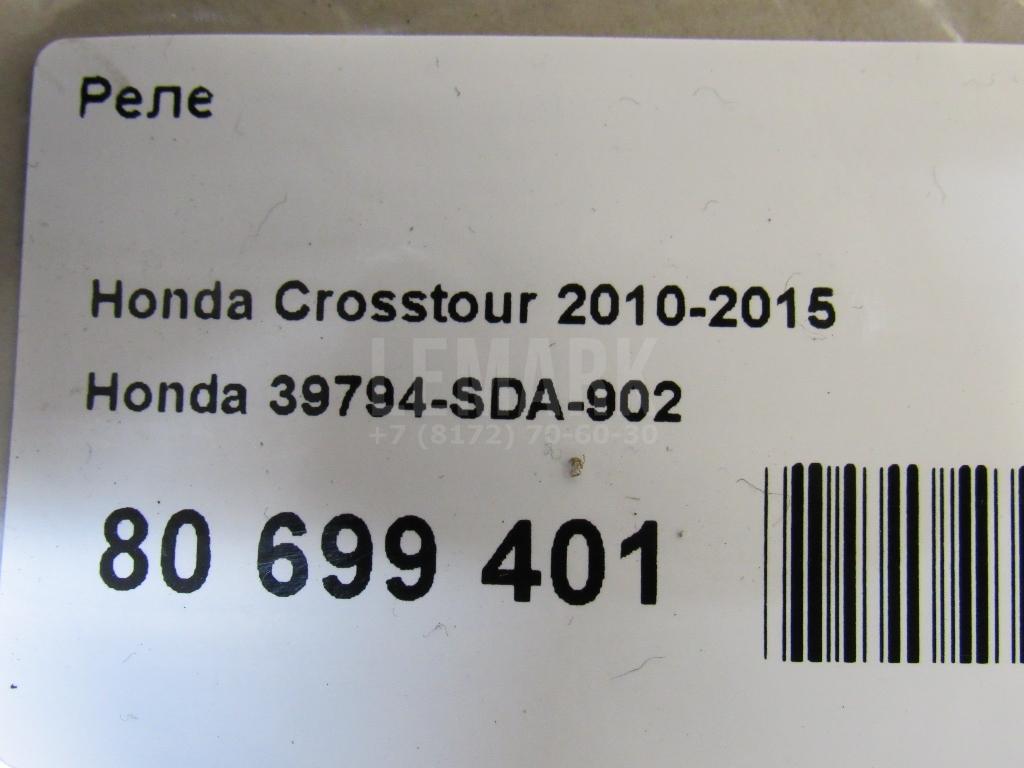 Реле
Honda Crosstour 2010-2015
LEMARK
Honda 39794-SDA-902
+7 (8172) 70-60-30
80 699 401